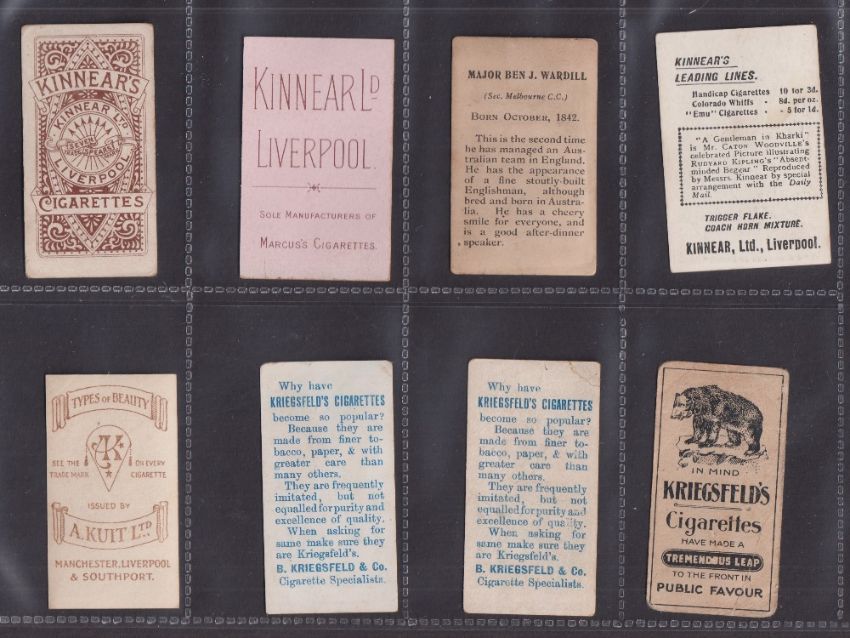 KINNEAR'S
KINNEAR LTD
LIVERPOOL
CIGARETTES
KINNEAR LD
LIVERPOOL.
SOLE MANUFACTURERS OF
MARCUS'S CIGARETTES.
MAJOR BEN J. WARDILL
(Sec. Melbourne C.C.)
BORN OCTOBER, 1842.
This is the second time
he has managed an Aus-
tralian team in England.
He has the appearance
of a fine stoutly-built
Englishman, although
bred and born in Austra-
lia. He has a cheery
smile for everyone, and
is a good after-dinner
speaker.
KINNEAR'S
LEADING LINES.
Handicap Cigarettes 10 for 3d.
Colorado Whiffs - 8d. per oz.
"Emu" Cigarettes - 5 for 1d.
"A Gentleman in Kharki"
is Mr. CATON WOODVILLE'S
celebrated Picture illustrating
RUDYARD KIPLING'S "Absent-
minded Beggar" Reproduced
by Messrs. Kinnear by special
arrangement with the Daily
Mail.
TRIGGER FLAKE.
COACH HORN MIXTURE.
KINNEAR, Ltd., Liverpool.
TYPES OF BEAUTY
K
SEE THE ON EVERY
TRADE MARK CIGARETTE
ISSUED BY
A. KUIT LTD.
MANCHESTER, LIVERPOOL
& SOUTHPORT.
Why have
KRIEGSFELD'S CIGARETTES
become so popular?
Because they are
made from finer to-
bacco, paper, & with
greater care than
many others.
They are frequently
imitated, but not
equalled for purity and
excellence of quality.
When asking for
same make sure they
are Kriegsfeld's.
B. KRIEGSFELD & Co.
Cigarette Specialists.
Why have
KRIEGSFELD'S CIGARETTES
become so popular?
Because they are
made from finer to-
bacco, paper, & with
greater care than
many others.
They are frequently
imitated, but not
equalled for purity and
excellence of quality.
When asking for
same make sure they
are Kriegsfeld's.
B. KRIEGSFELD & Co.
Cigarette Specialists.
IN MIND
KRIEGSFELD'S
Cigarettes
HAVE MADE A
TREMENDOUS LEAP
TO THE FRONT IN
PUBLIC FAVOUR